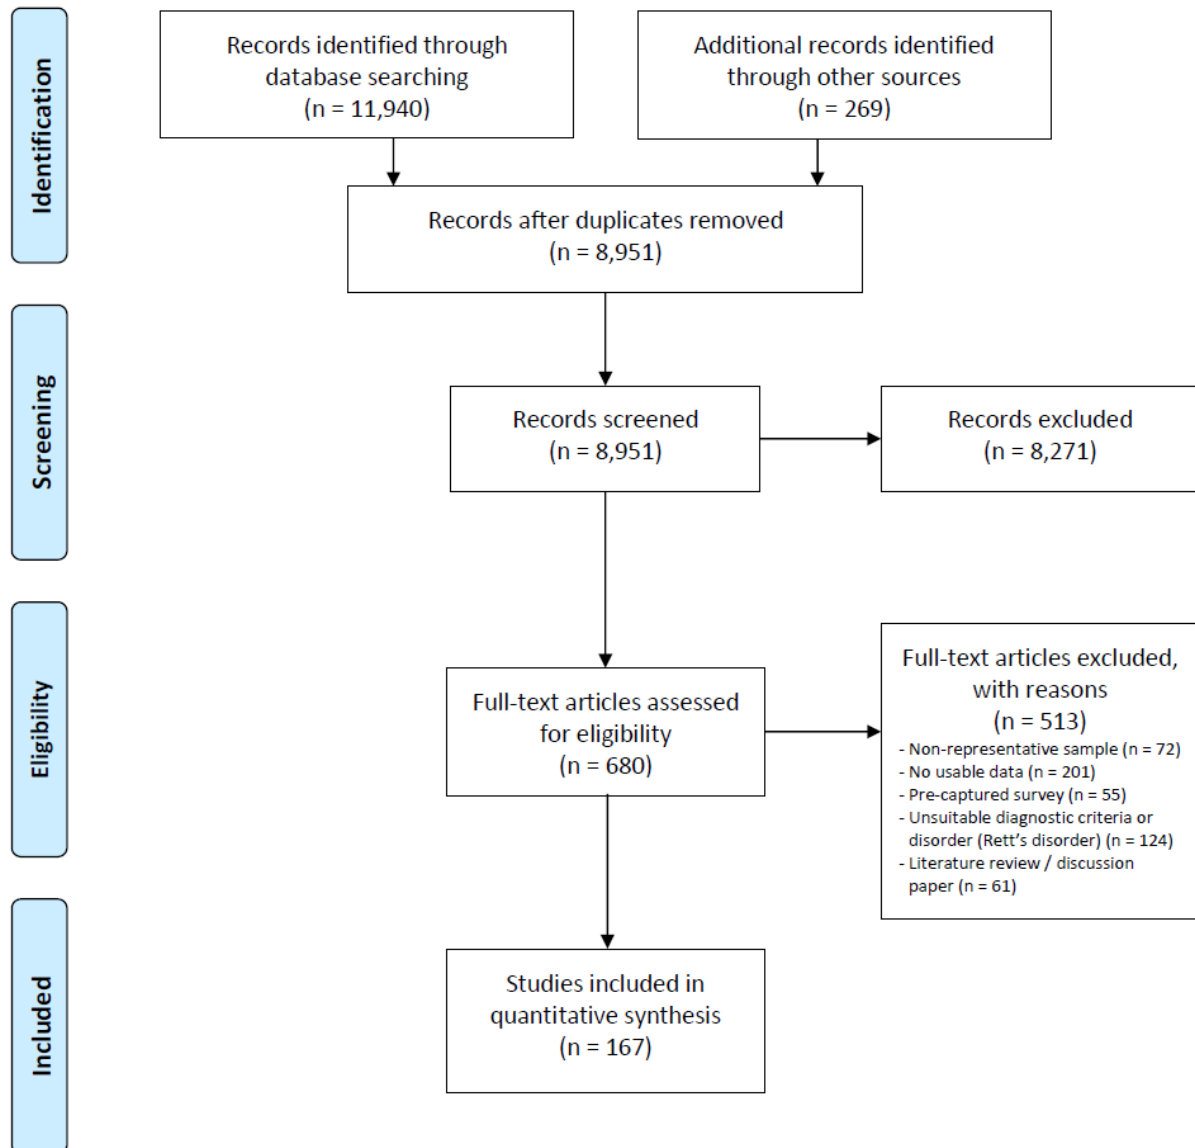 Identification
Records identified through
database searching
(n = 11,940)
Additional records identified
through other sources
(n = 269)
Records after duplicates removed
(n = 8,951)
Screening
Records screened
(n = 8,951)
Records excluded
(n = 8,271)
Eligibility
Full-text articles assessed
for eligibility
(n = 680)
Full-text articles excluded,
with reasons
(n = 513)
- Non-representative sample (n = 72)
- No usable data (n = 201)
- Pre-captured survey (n = 55)
- Unsuitable diagnostic criteria or
disorder (Rett's disorder) (n = 124)
- Literature review / discussion
paper (n = 61)
Included
Studies included in
quantitative synthesis
(n = 167)